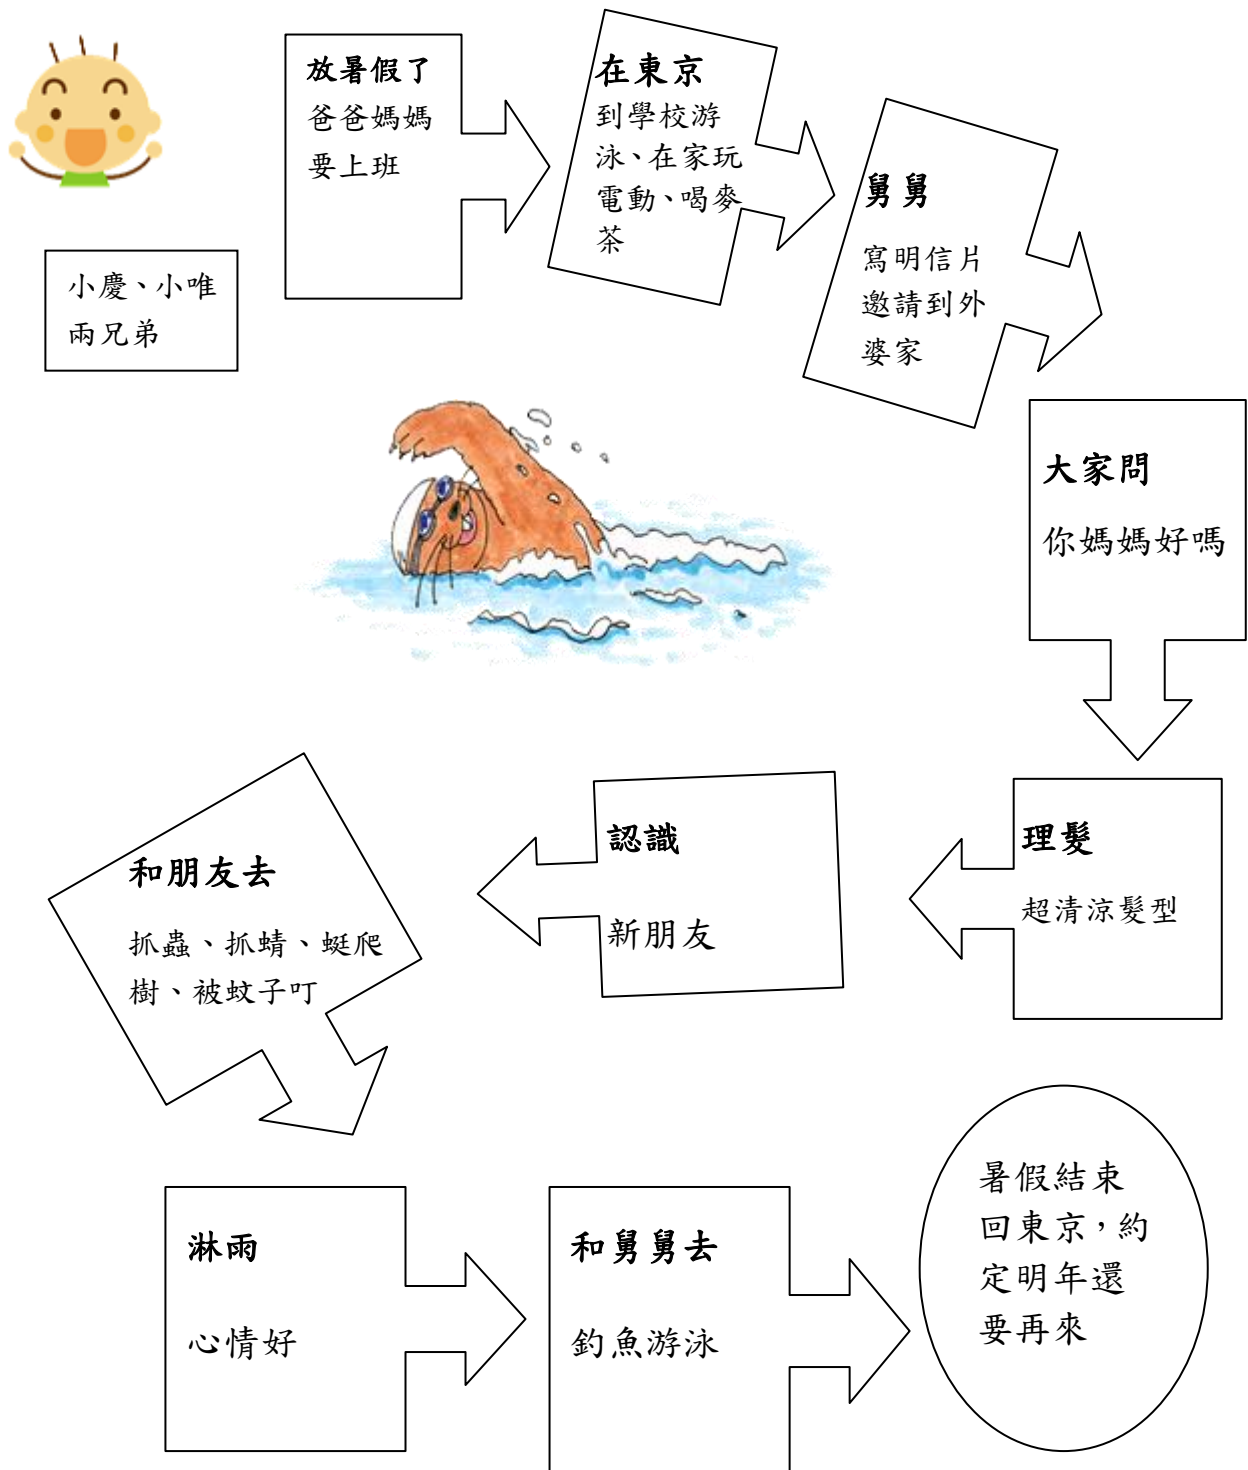 小慶、小唯
兩兄弟
放暑假了
爸爸媽媽
要上班
在東京
到學校游
泳、在家玩
電動、喝麥
茶
舅舅
寫明信片
邀請到外
婆家
大家問
你媽媽好嗎
理髮
超清涼髮型
認識
新朋友
和朋友去
抓蟲、抓蜻、蜓爬
樹、被蚊子叮
淋雨
心情好
和舅舅去
釣魚游泳
暑假結束
回東京，約
定明年還
要再來